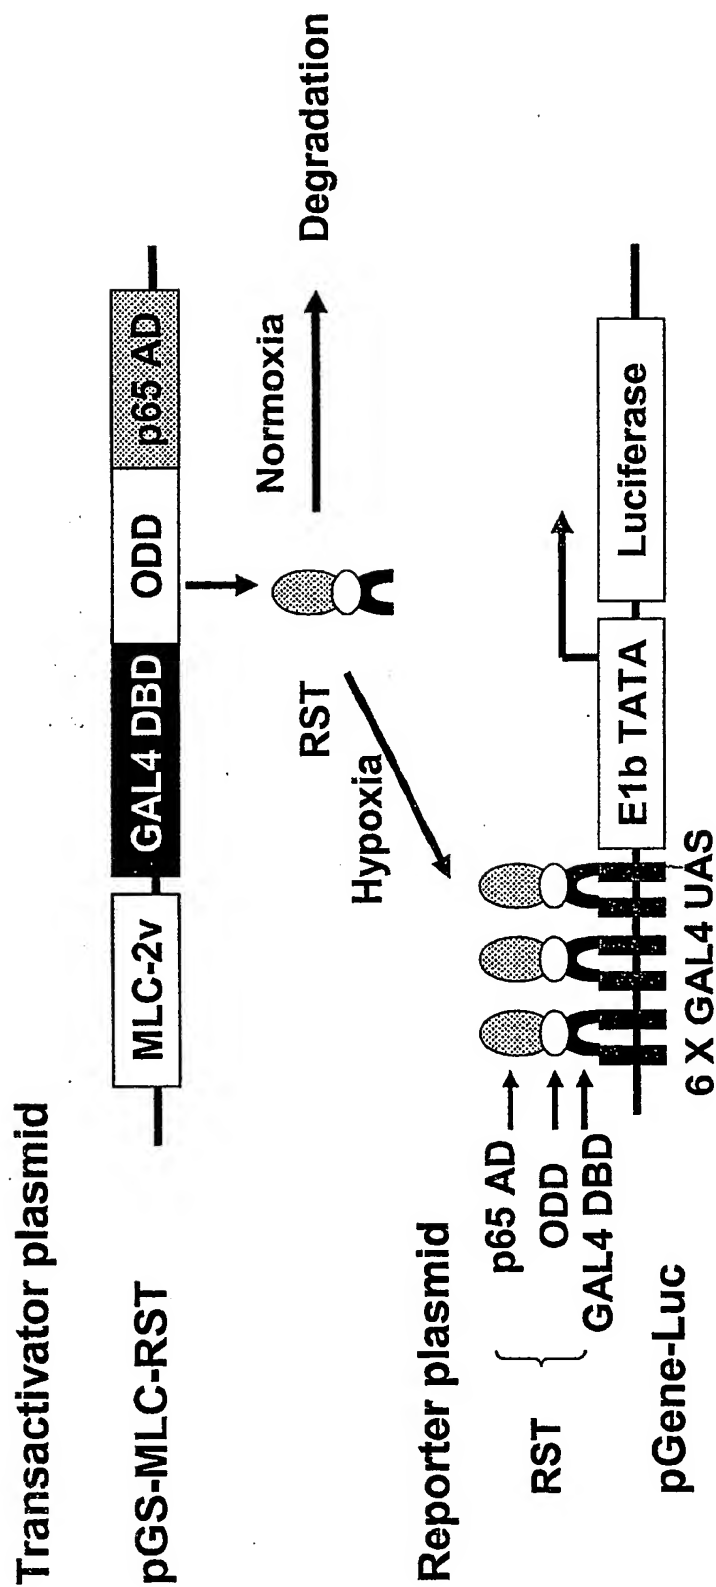 Transactivator plasmid
pGS-MLC-RST
MLC-2v
GAL4 DBD
ODD
p65 AD
RST
Normoxia
Degradation
Hypoxia
Reporter plasmid
RST
p65 AD
ODD
GAL4 DBD
pGene-Luc
E1b TATA
Luciferase
6 X GAL4 UAS